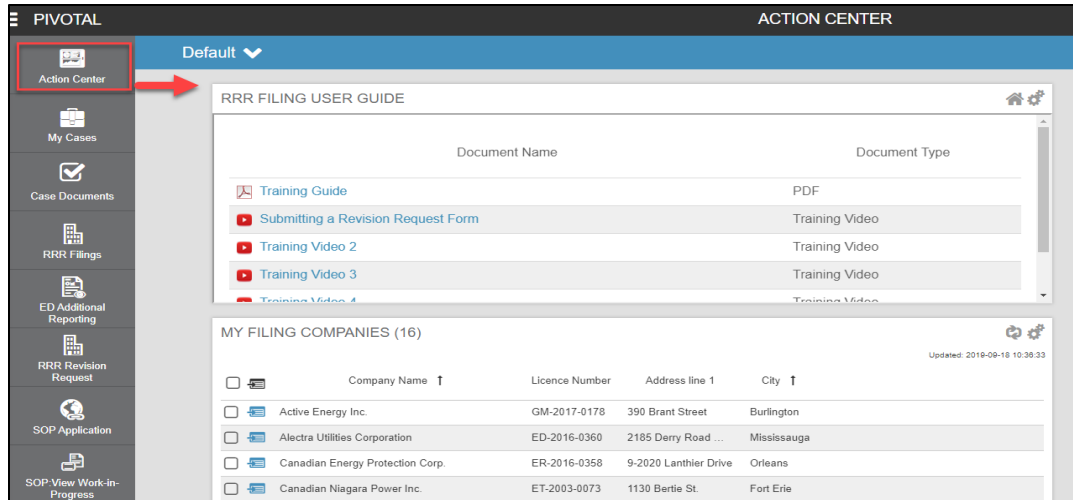 PIVOTAL
ACTION CENTER
Action Center
My Cases
Case Documents
RRR Filings
ED Additional
Reporting
RRR Revision
Request
SOP Application
SOP:View Work-in-
Progress
Default
RRR FILING USER GUIDE
Document Name Document Type
Training Guide PDF
Submitting a Revision Request Form Training Video
Training Video 2 Training Video
Training Video 3 Training Video
Training Video 4 Training Video
MY FILING COMPANIES (16)
Updated: 2019-09-18 10:36:33
Company Name Licence Number Address line 1 City
Active Energy Inc. GM-2017-0178 390 Brant Street Burlington
Alectra Utilities Corporation ED-2016-0360 2185 Derry Road ... Mississauga
Canadian Energy Protection Corp. ER-2016-0358 9-2020 Lanthier Drive Orleans
Canadian Niagara Power Inc. ET-2003-0073 1130 Bertie St. Fort Erie